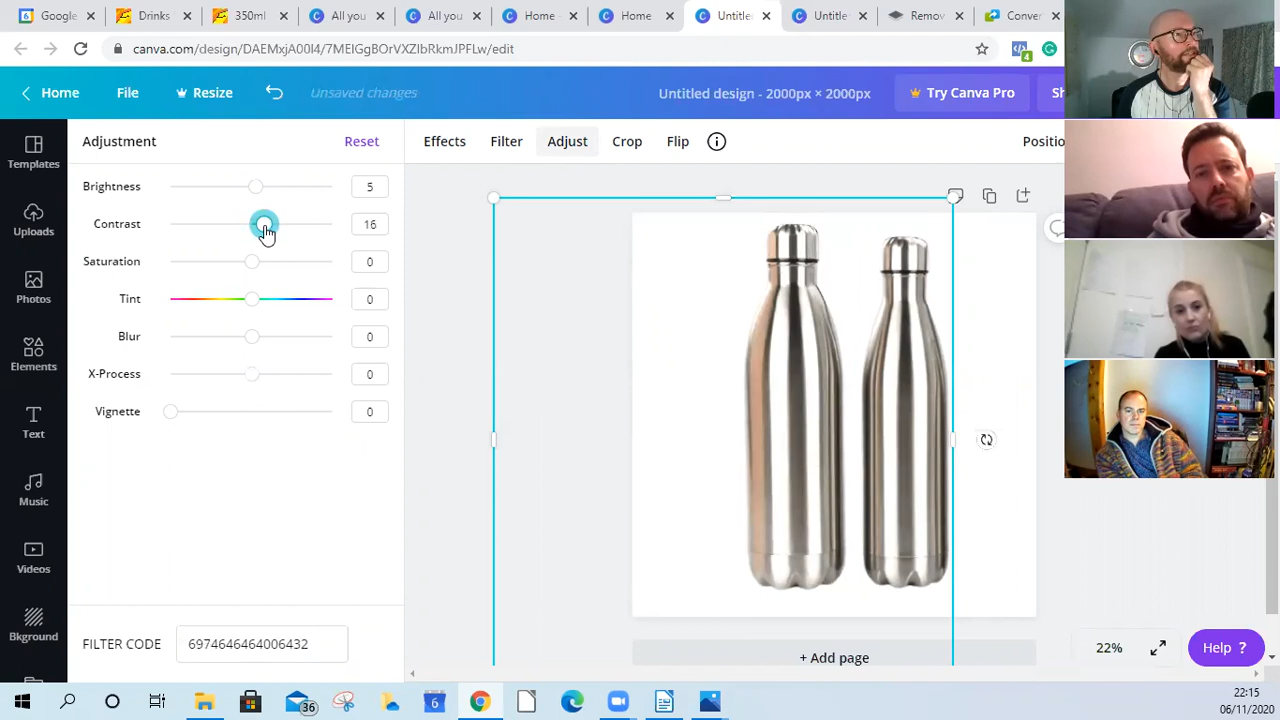 Google
Drinks
350ml
All you
All you
Home -
Home
Untitle
Untitle
Remov
Conver
canva.com/design/DAEMxjA00I4/7MEIGgBOrVXZIbRkmJPFLw/edit
4
Home
File
Resize
Unsaved changes
Untitled design - 2000px × 2000px
Try Canva Pro
Sh
Templates
Uploads
Photos
Elements
Text
Music
Videos
Bkground
Adjustment
Reset
Brightness
5
Contrast
16
Saturation
0
Tint
0
Blur
0
X-Process
0
Vignette
0
FILTER CODE
6974646464006432
Effects
Filter
Adjust
Crop
Flip
Positio
+ Add page
22%
Help ?
36
6
22:15
06/11/2020